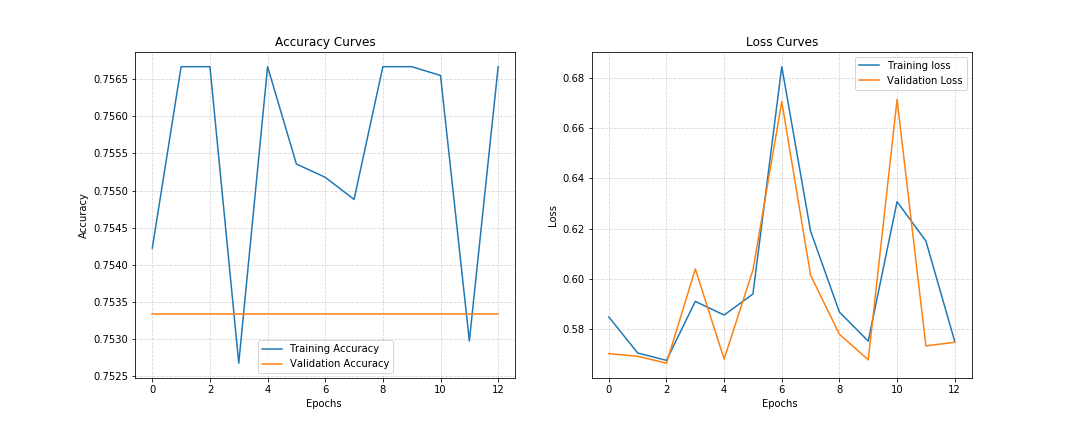 Accuracy Curves
0.7565
0.7560
0.7555
0.7550
0.7545
0.7540
0.7535
0.7530
0.7525
Accuracy
0 2 4 6 8 10 12
Epochs
Training Accuracy
Validation Accuracy
Loss Curves
0.68
0.66
0.64
0.62
0.60
0.58
Loss
0 2 4 6 8 10 12
Epochs
Training loss
Validation Loss